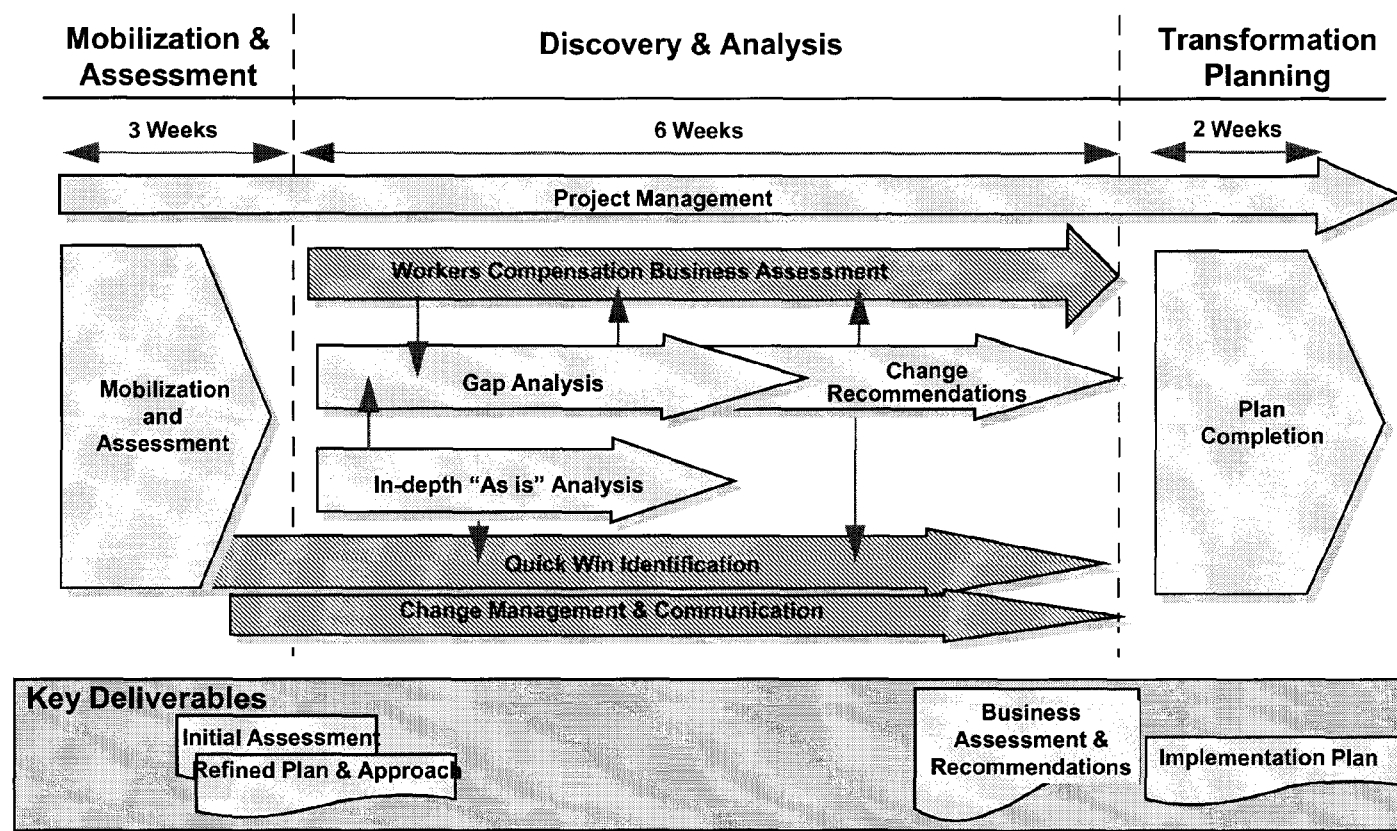 Mobilization &
Assessment
Discovery & Analysis
Transformation
Planning
3 Weeks
6 Weeks
2 Weeks
Project Management
Workers Compensation Business Assessment
Mobilization
and
Assessment
Gap Analysis
Change
Recommendations
Plan
Completion
In-depth “As is” Analysis
Quick Win Identification
Change Management & Communication
Key Deliverables
Initial Assessment
Refined Plan & Approach
Business
Assessment &
Recommendations
Implementation Plan